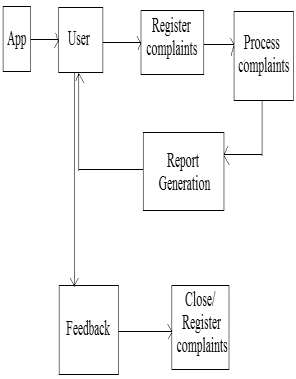 App
User
Register
complaints
Process
complaints
Report
Generation
Feedback
Close/
Register
complaints